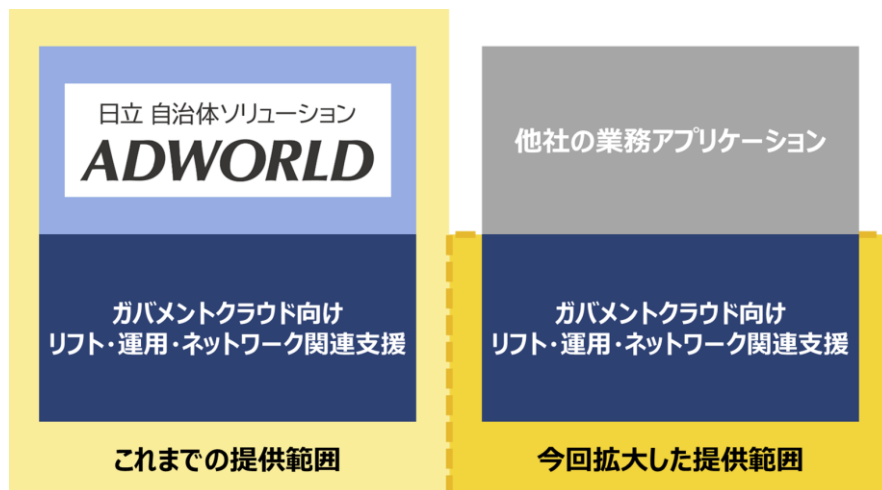 日立 自治体ソリューション
ADWORLD
ガバメントクラウド向け
リフト・運用・ネットワーク関連支援
これまでの提供範囲
他社の業務アプリケーション
ガバメントクラウド向け
リフト・運用・ネットワーク関連支援
今回拡大した提供範囲